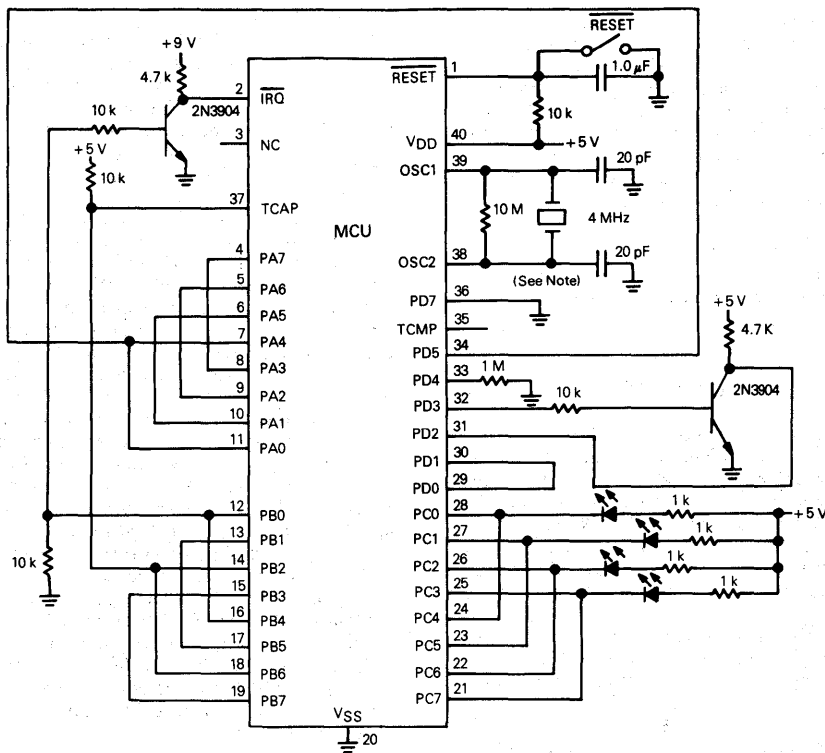 RESET
+9 V
4.7k
2
IRQ
RESET
1
1.0 µF
10 k
2N3904
3
NC
10 k
+5 V
VDD
40
+5 V
10 k
OSC1
39
20 pF
37
TCAP
10 M
4 MHz
MCU
4
PA7
OSC2
38
20 pF
5
PA6
(See Note)
6
PA5
PD7
36
7
PA4
TCMP
35
+5 V
8
PA3
PD5
34
4.7 K
9
PA2
PD4
33
1 M
10
PA1
PD3
32
10 k
2N3904
11
PA0
PD2
31
PD1
30
PD0
29
12
PB0
PC0
28
1 k
+5 V
13
PB1
PC1
27
1 k
14
PB2
PC2
26
1 k
10 k
15
PB3
PC3
25
1 k
16
PB4
PC4
24
17
PB5
PC5
23
18
PB6
PC6
22
19
PB7
PC7
21
VSS
20